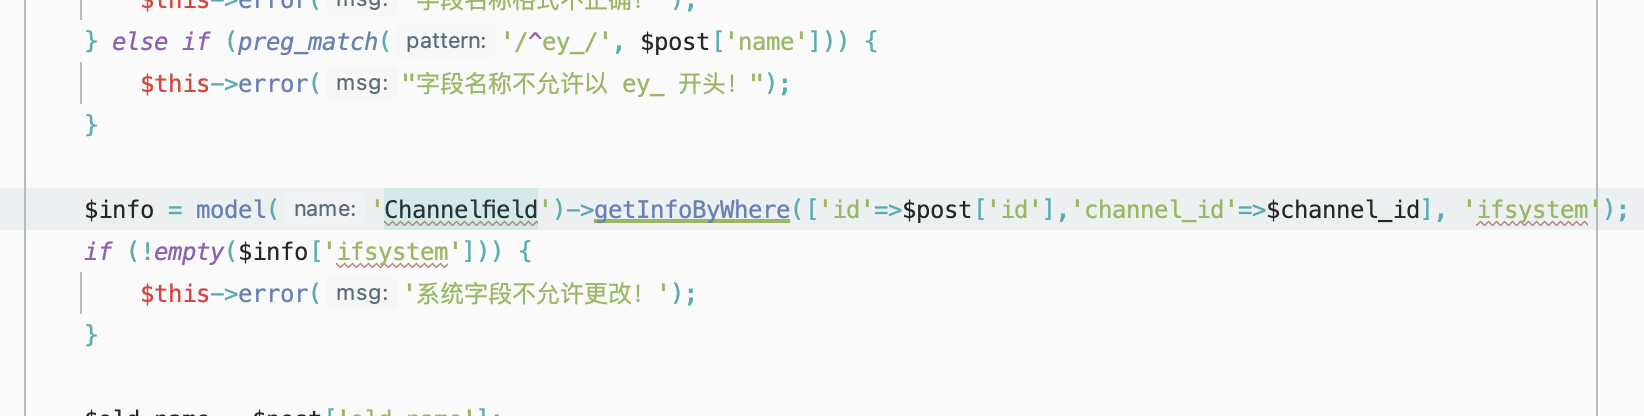 $this->error( msg: "字段名称格式不正确！");
} else if (preg_match( pattern: '/^ey_/', $post['name'])) {
$this->error( msg: "字段名称不允许以 ey_ 开头！");
}
$info = model( name: 'Channelfield')->getInfoByWhere(['id'=>$post['id'],'channel_id'=>$channel_id], 'ifsystem');
if (!empty($info['ifsystem'])) {
$this->error( msg: '系统字段不允许更改！');
}
$old_name = $post['old_name'];